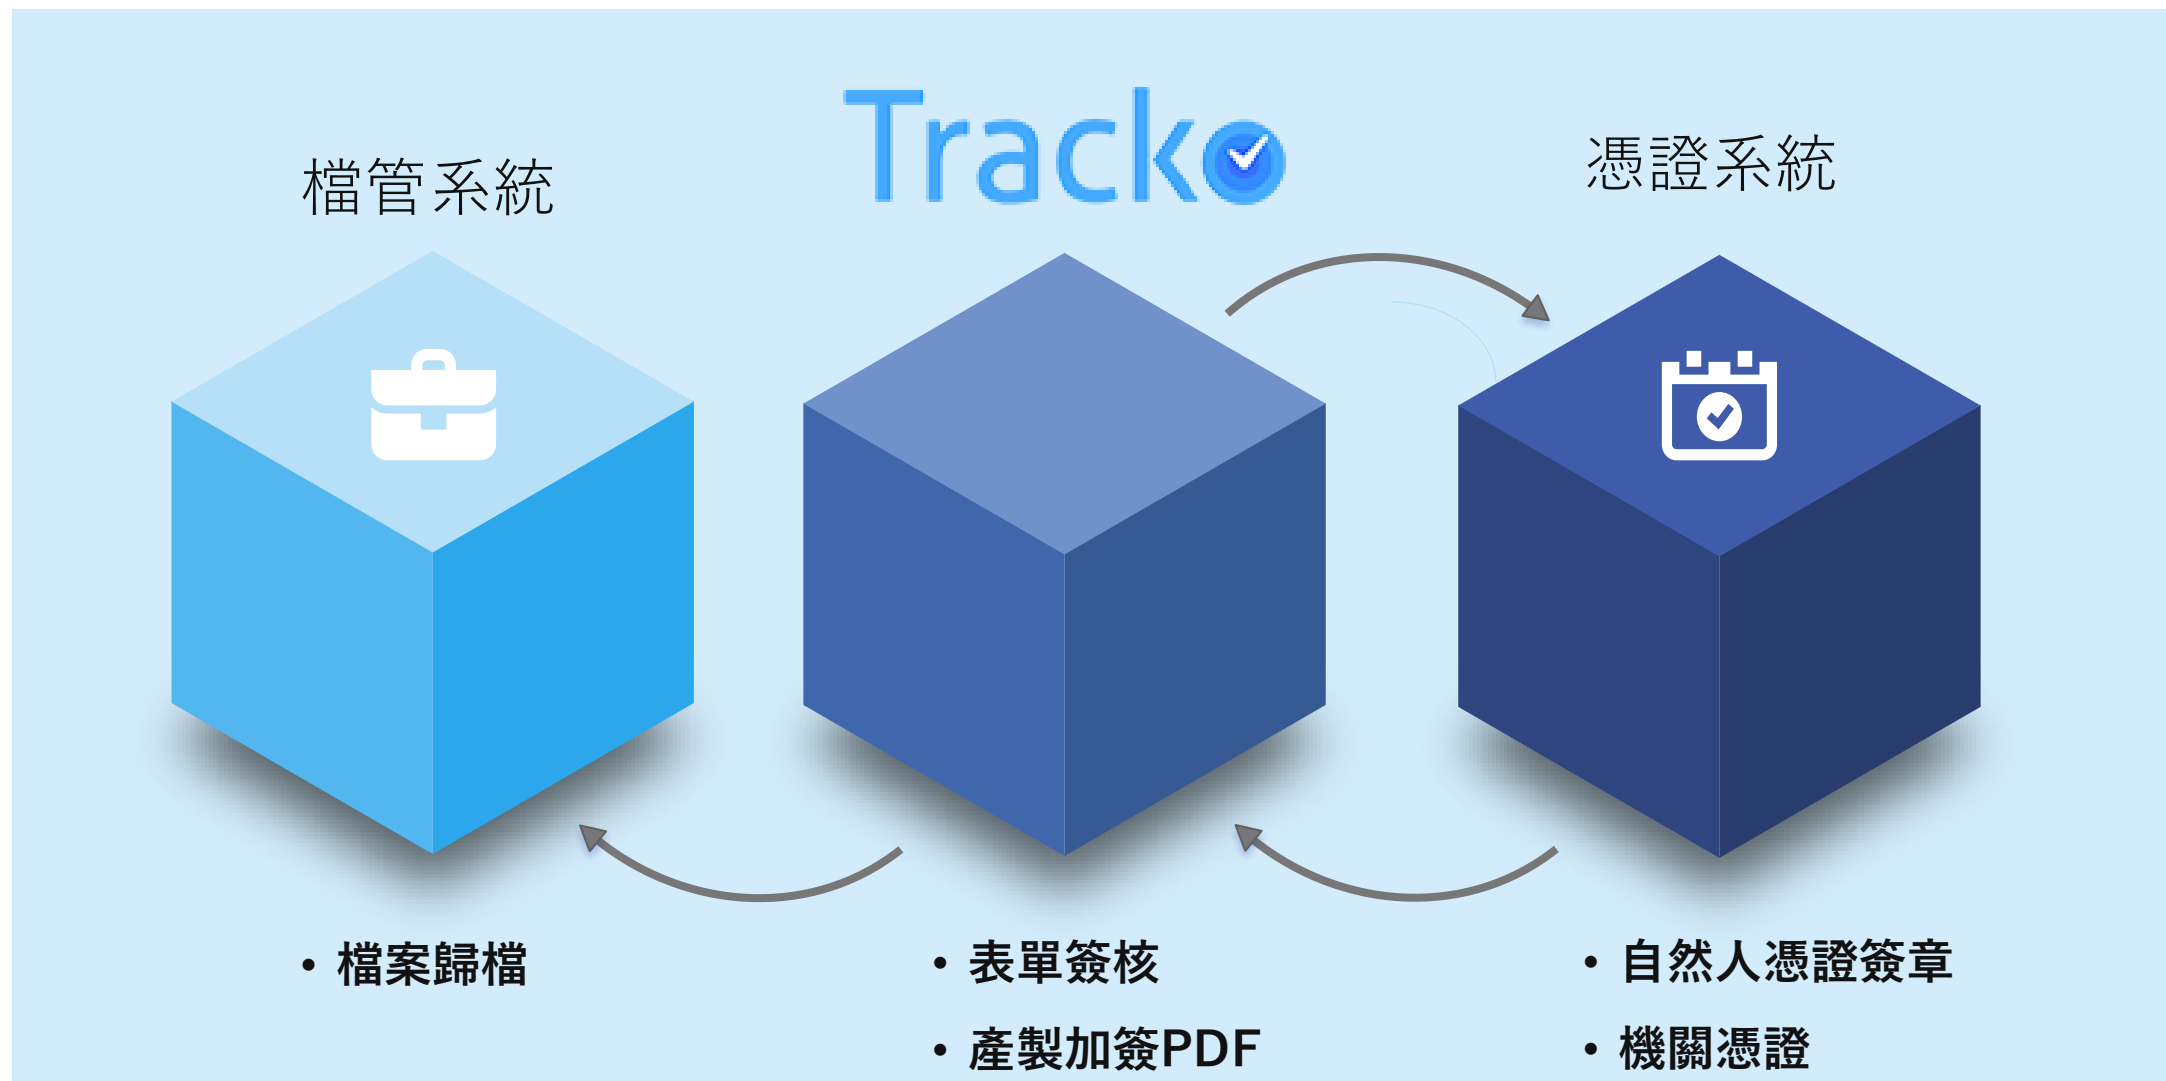 檔管系統
Tracko
憑證系統
• 檔案歸檔
• 表單簽核
• 產製加簽PDF
• 自然人憑證簽章
• 機關憑證